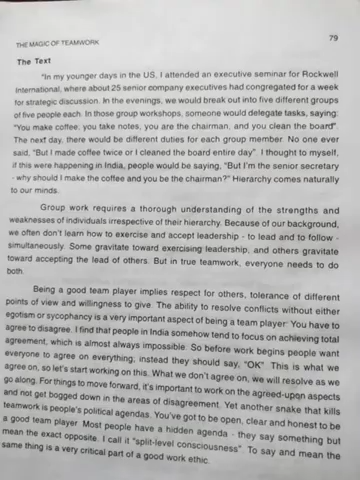 THE MAGIC OF TEAMWORK
79
The Text
"In my younger days in the US, I attended an executive seminar for Rockwell
International, where about 25 senior company executives had congregated for a week
for strategic discussion. In the evenings, we would break out into five different groups
of five people each. In those group workshops, someone would delegate tasks, saying:
"You make coffee, you take notes, you are the chairman, and you clean the board".
The next day, there would be different duties for each group member. No one ever
said, "But I made coffee twice or I cleaned the board entire day". I thought to myself,
if this were happening in India, people would be saying, "But I'm the senior secretary
- why should I make the coffee and you be the chairman?" Hierarchy comes naturally
to our minds.
Group work requires a thorough understanding of the strengths and
weaknesses of individuals irrespective of their hierarchy. Because of our background,
we often don't learn how to exercise and accept leadership - to lead and to follow -
simultaneously. Some gravitate toward exercising leadership, and others gravitate
toward accepting the lead of others. But in true teamwork, everyone needs to do
both.
Being a good team player implies respect for others, tolerance of different
points of view and willingness to give. The ability to resolve conflicts without either
egotism or sycophancy is a very important aspect of being a team player: You have to
agree to disagree. I find that people in India somehow tend to focus on achieving total
agreement, which is almost always impossible. So before work begins people want
everyone to agree on everything; instead they should say, "OK" This is what we
agree on, so let's start working on this. What we don't agree on, we will resolve as we
go along. For things to move forward, it's important to work on the agreed-upon aspects
and not get bogged down in the areas of disagreement. Yet another snake that kills
teamwork is people's political agendas. You've got to be open, clear and honest to be
a good team player. Most people have a hidden agenda - they say something but
mean the exact opposite. I call it "split-level consciousness". To say and mean the
same thing is a very critical part of a good work ethic.